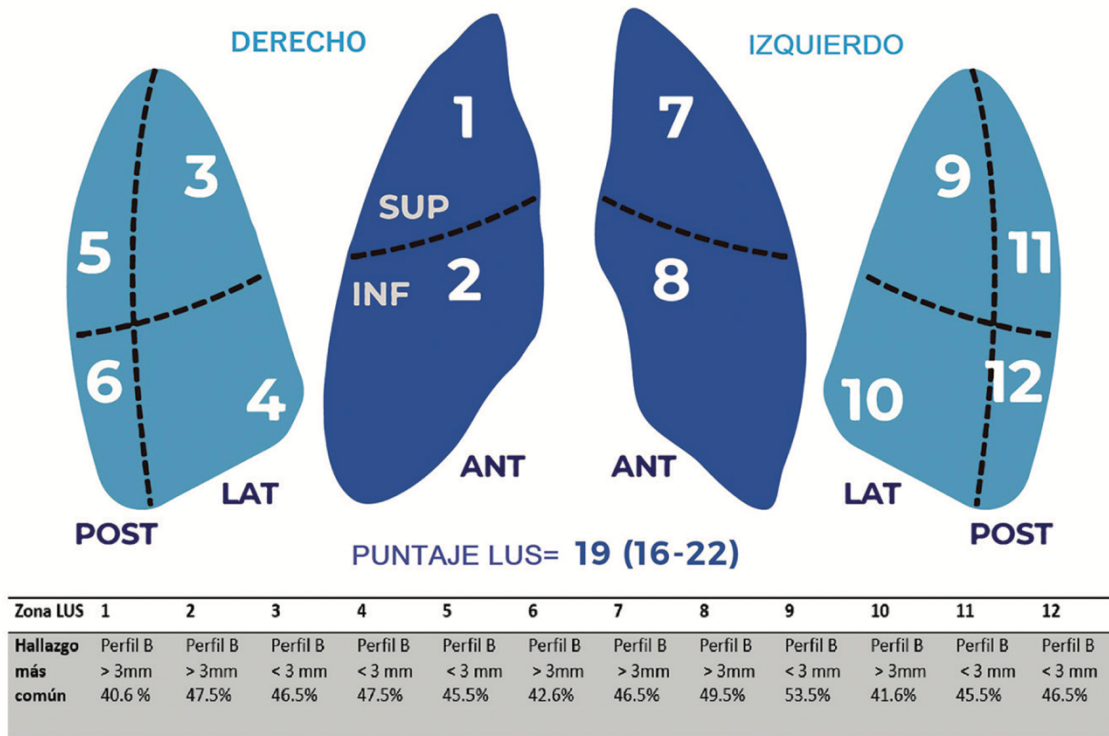 DERECHO
IZQUIERDO
1
7
3
9
SUP
5
11
INF
2
8
6
4
10
12
ANT
ANT
LAT
LAT
POST
POST
PUNTAJE LUS= 19 (16-22)
Zona LUS 1 2 3 4 5 6 7 8 9 10 11 12
Hallazgo Perfil B Perfil B Perfil B Perfil B Perfil B Perfil B Perfil B Perfil B Perfil B Perfil B Perfil B Perfil B
más > 3mm > 3mm < 3 mm < 3 mm < 3 mm > 3mm > 3mm > 3mm < 3 mm > 3mm < 3 mm < 3 mm
común 40.6 % 47.5% 46.5% 47.5% 45.5% 42.6% 46.5% 49.5% 53.5% 41.6% 45.5% 46.5%